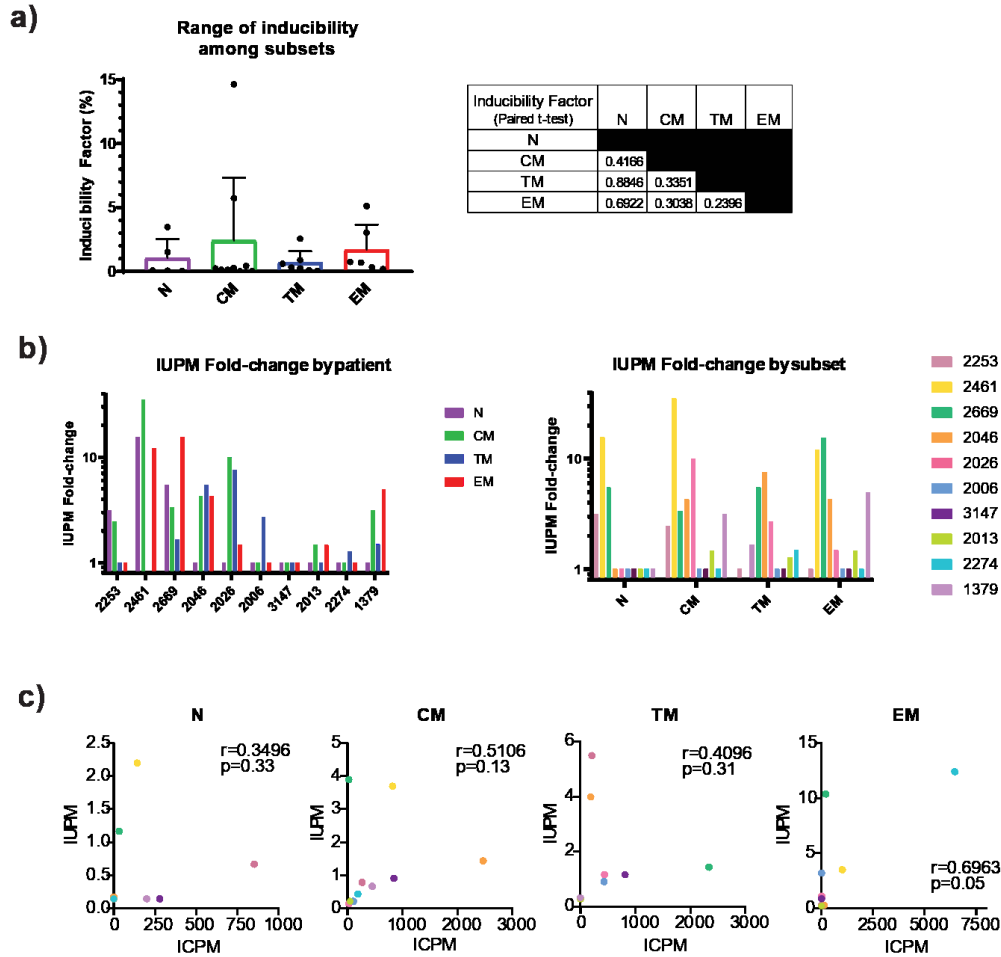 a)
Range of inducibility
among subsets
Inducibility Factor (%)
15
10
5
0
N CM TM EM
Inducibility Factor
(Paired t-test) N CM TM EM
N
CM 0.4166
TM 0.8846 0.3351
EM 0.6922 0.3038 0.2396
b)
IUPM Fold-change bypatient
IUPM Fold-change
10
1
2253 2461 2669 2046 2026 2006 3147 2013 2274 1379
N
CM
TM
EM
IUPM Fold-change bysubset
IUPM Fold-change
10
1
N CM TM EM
2253
2461
2669
2046
2026
2006
3147
2013
2274
1379
c)
N
r=0.3496
p=0.33
IUPM
2.5
2.0
1.5
1.0
0.5
0.0
0 250 500 750 1000
ICPM
CM
r=0.5106
p=0.13
IUPM
5
4
3
2
1
0
0 1000 2000 3000
ICPM
TM
r=0.4096
p=0.31
IUPM
6
4
2
0
0 1000 2000 3000
ICPM
EM
r=0.6963
p=0.05
IUPM
15
10
5
0
0 2500 5000 7500
ICPM